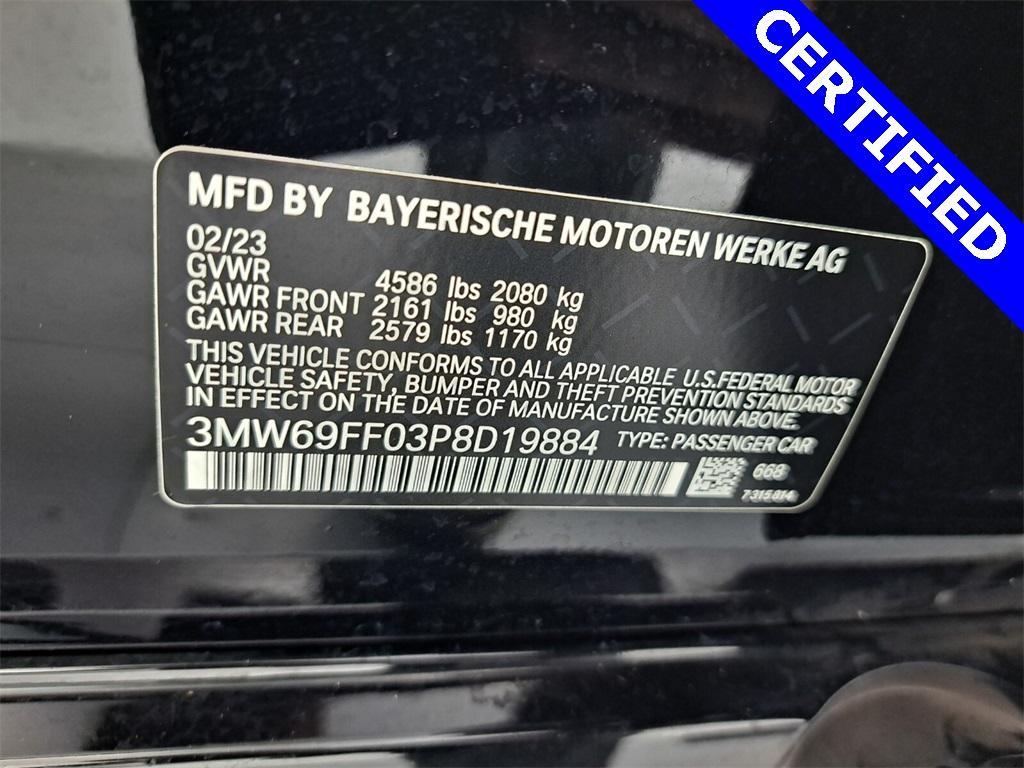 CERTIFIED
MFD BY BAYERISCHE MOTOREN WERKE AG
02/23
GVWR 4586 lbs 2080 kg
GAWR FRONT 2161 lbs 980 kg
GAWR REAR 2579 lbs 1170 kg
THIS VEHICLE CONFORMS TO ALL APPLICABLE U.S.FEDERAL MOTOR
VEHICLE SAFETY, BUMPER AND THEFT PREVENTION STANDARDS
IN EFFECT ON THE DATE OF MANUFACTURE SHOWN ABOVE.
3MW69FF03P8D19884 TYPE: PASSENGER CAR
668
7315814